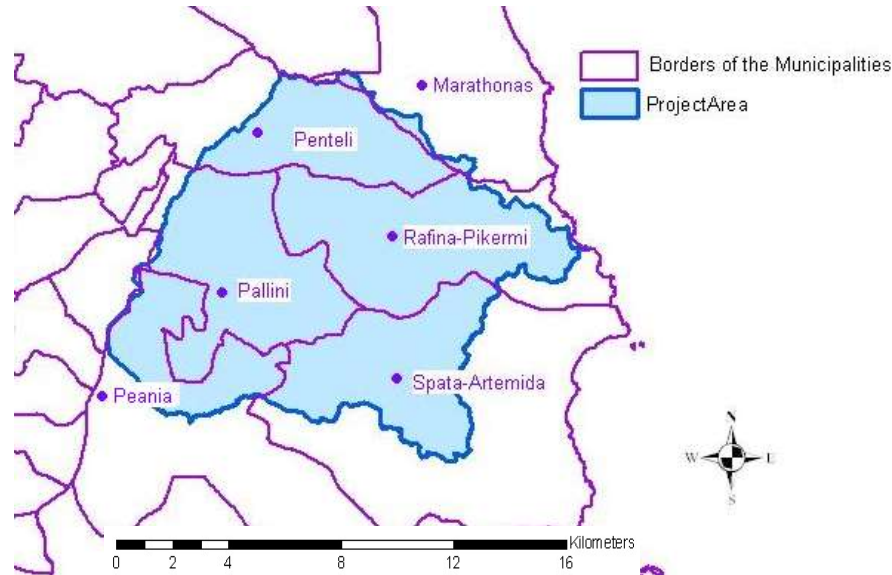 Borders of the Municipalities
ProjectArea
Marathonas
Penteli
Rafina-Pikermi
Pallini
Spata-Artemida
Peania
N
W E
S
Kilometers
0 2 4 8 12 16